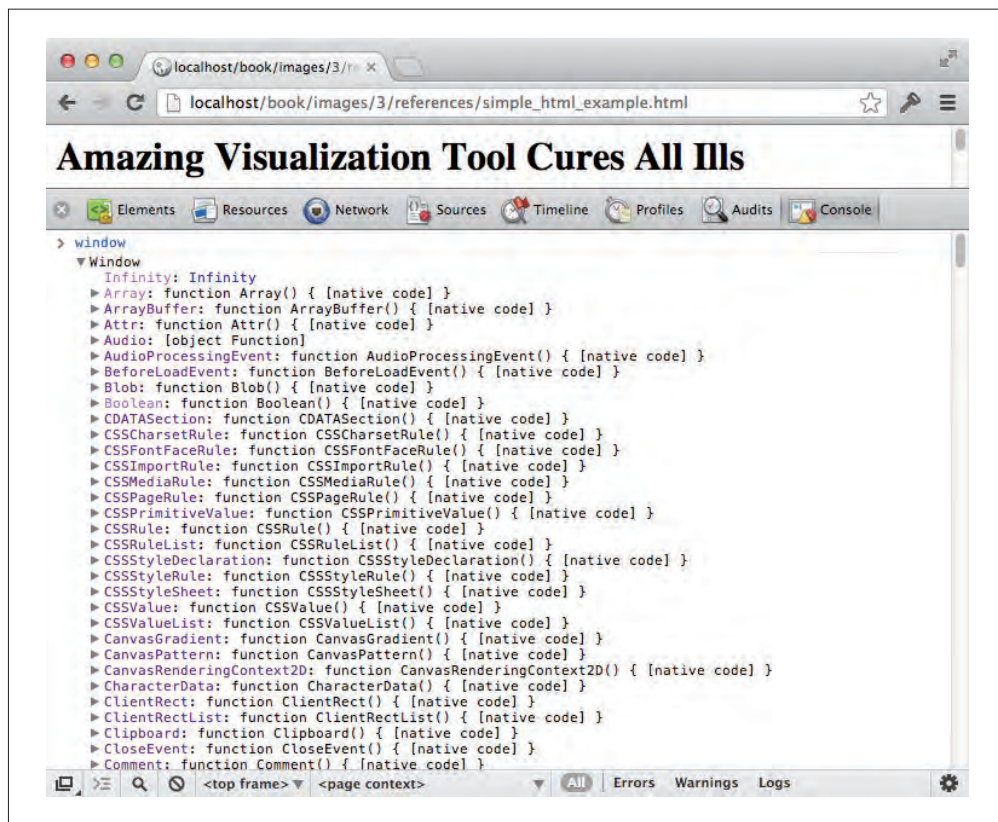 localhost/book/images/3/re
localhost/book/images/3/references/simple_html_example.html
Amazing Visualization Tool Cures All Ills
Elements Resources Network Sources Timeline Profiles Audits Console
> window
▼Window
Infinity: Infinity
▶Array: function Array() { [native code] }
▶ArrayBuffer: function ArrayBuffer() { [native code] }
▶Attr: function Attr() { [native code] }
▶Audio: [object Function]
▶AudioProcessingEvent: function AudioProcessingEvent() { [native code] }
▶BeforeLoadEvent: function BeforeLoadEvent() { [native code] }
▶Blob: function Blob() { [native code] }
▶Boolean: function Boolean() { [native code] }
▶CDATASection: function CDATASection() { [native code] }
▶CSSCharsetRule: function CSSCharsetRule() { [native code] }
▶CSSFontFaceRule: function CSSFontFaceRule() { [native code] }
▶CSSImportRule: function CSSImportRule() { [native code] }
▶CSSMediaRule: function CSSMediaRule() { [native code] }
▶CSSPageRule: function CSSPageRule() { [native code] }
▶CSSPrimitiveValue: function CSSPrimitiveValue() { [native code] }
▶CSSRule: function CSSRule() { [native code] }
▶CSSRuleList: function CSSRuleList() { [native code] }
▶CSSStyleDeclaration: function CSSStyleDeclaration() { [native code] }
▶CSSStyleRule: function CSSStyleRule() { [native code] }
▶CSSStyleSheet: function CSSStyleSheet() { [native code] }
▶CSSValue: function CSSValue() { [native code] }
▶CSSValueList: function CSSValueList() { [native code] }
▶CanvasGradient: function CanvasGradient() { [native code] }
▶CanvasPattern: function CanvasPattern() { [native code] }
▶CanvasRenderingContext2D: function CanvasRenderingContext2D() { [native code] }
▶CharacterData: function CharacterData() { [native code] }
▶ClientRect: function ClientRect() { [native code] }
▶ClientRectList: function ClientRectList() { [native code] }
▶Clipboard: function Clipboard() { [native code] }
▶CloseEvent: function CloseEvent() { [native code] }
▶Comment: function Comment() { [native code] }
<top frame> ▼ <page context> ▼ All Errors Warnings Logs